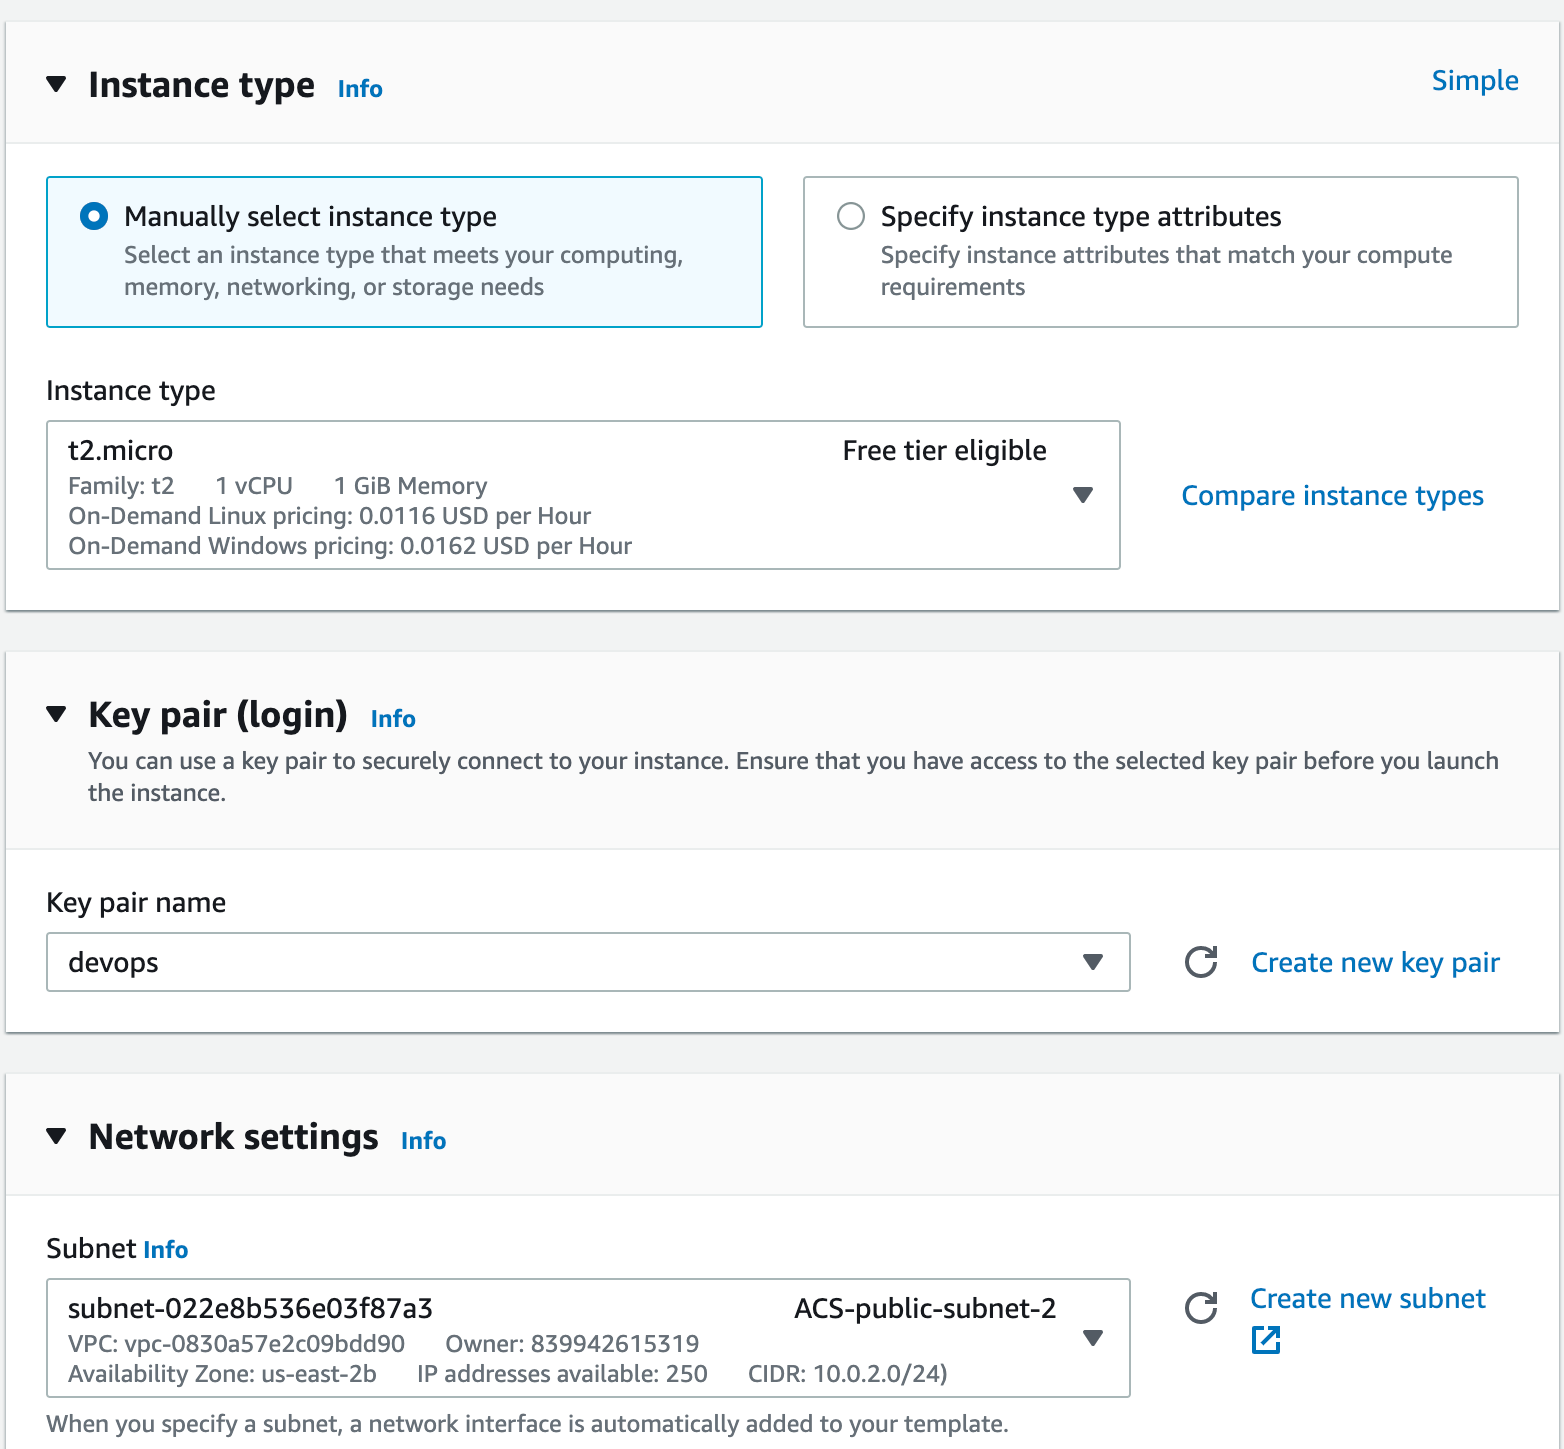 Instance type Info
Simple
Manually select instance type
Select an instance type that meets your computing,
memory, networking, or storage needs
Specify instance type attributes
Specify instance attributes that match your compute
requirements
Instance type
t2.micro Free tier eligible
Family: t2 1 vCPU 1 GiB Memory
On-Demand Linux pricing: 0.0116 USD per Hour
On-Demand Windows pricing: 0.0162 USD per Hour
Compare instance types
Key pair (login) Info
You can use a key pair to securely connect to your instance. Ensure that you have access to the selected key pair before you launch
the instance.
Key pair name
devops
Create new key pair
Network settings Info
Subnet Info
subnet-022e8b536e03f87a3 ACS-public-subnet-2
VPC: vpc-0830a57e2c09bdd90 Owner: 839942615319
Availability Zone: us-east-2b IP addresses available: 250 CIDR: 10.0.2.0/24)
Create new subnet
When you specify a subnet, a network interface is automatically added to your template.